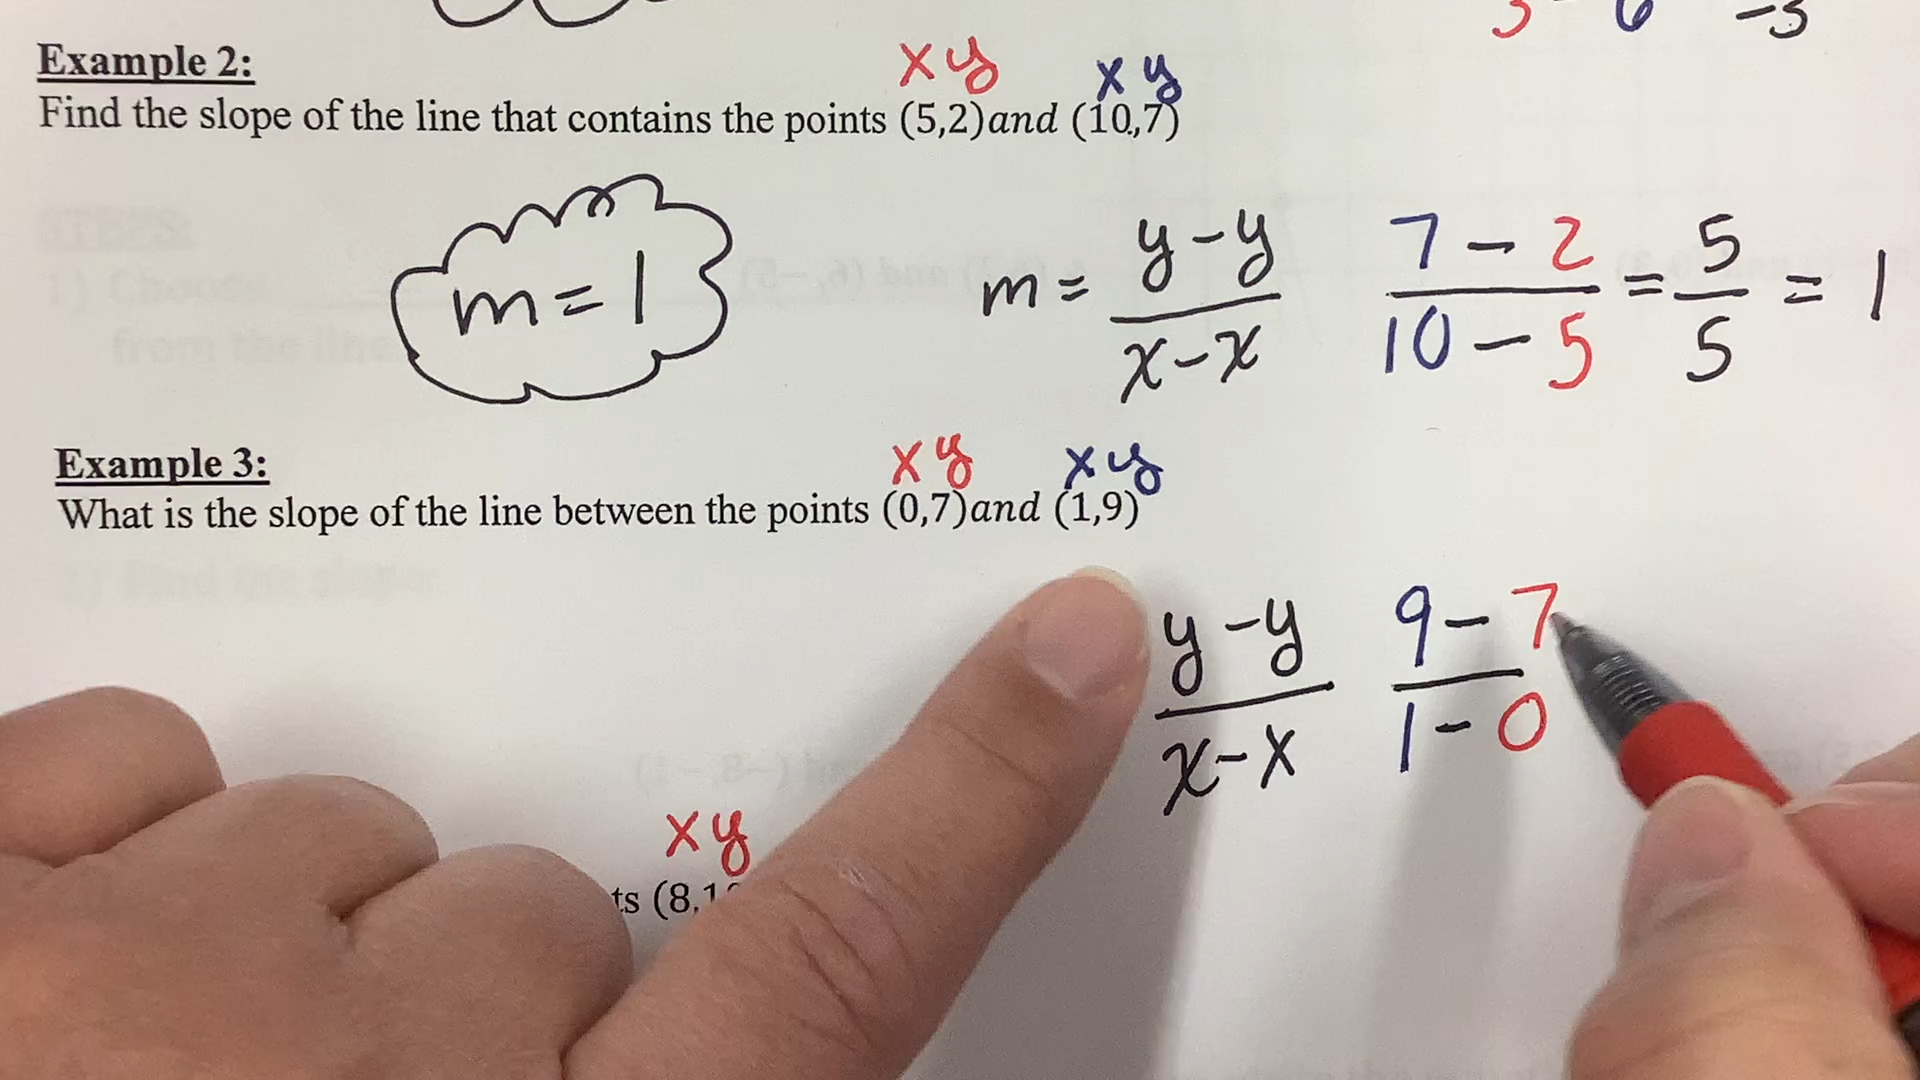 5 6 -3
Example 2:
x y x y
Find the slope of the line that contains the points (5,2)and (10,7)
m = 1
m = y-y / x-x 7-2 / 10-5 = 5/5 = 1
Example 3:
x y x y
What is the slope of the line between the points (0,7)and (1,9)
y-y / x-x 9-7 / 1-0
x y
ts (8,1